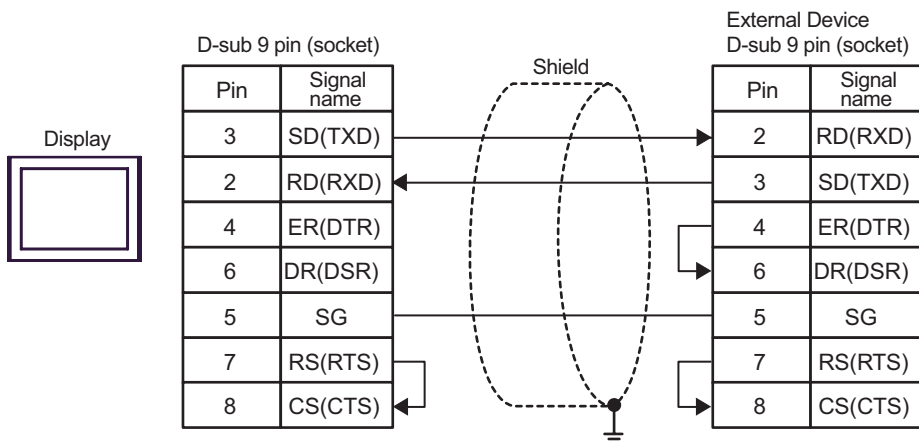 External Device
D-sub 9 pin (socket)
D-sub 9 pin (socket)
Shield
Display
Pin Signal name
3 SD(TXD)
2 RD(RXD)
4 ER(DTR)
6 DR(DSR)
5 SG
7 RS(RTS)
8 CS(CTS)
Pin Signal name
2 RD(RXD)
3 SD(TXD)
4 ER(DTR)
6 DR(DSR)
5 SG
7 RS(RTS)
8 CS(CTS)